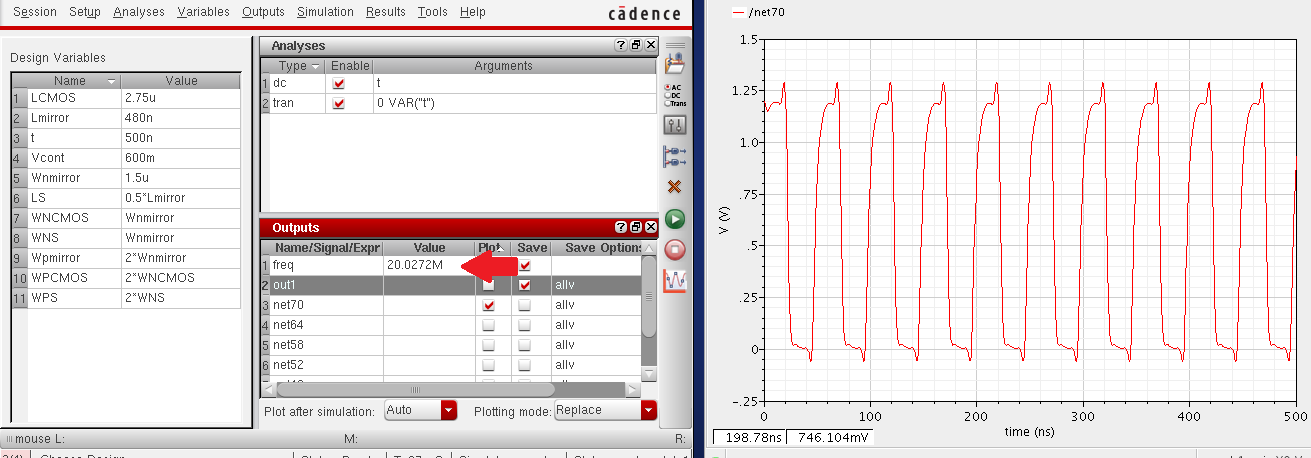 Session Setup Analyses Variables Outputs Simulation Results Tools Help
cādence
Design Variables
Name Value
1 LCMOS 2.75u
2 Lmirror 480n
3 t 500n
4 Vcont 600m
5 Wnmirror 1.5u
6 LS 0.5*Lmirror
7 WNCMOS Wnmirror
8 WNS Wnmirror
9 Wpmirror 2*Wnmirror
10 WPCMOS 2*WNCMOS
11 WPS 2*WNS
Analyses
Type Enable Arguments
1 dc t
2 tran 0 VAR("t")
AC
DC
Trans
Outputs
Name/Signal/Expr Value Plot Save Save Options
1 freq 20.0272M
2 out1 allv
3 net70 allv
4 net64 allv
5 net58 allv
6 net52 allv
Plot after simulation: Auto Plotting mode: Replace
mouse L: M: R:
/net70
1.5
1.25
1.0
.75
.5
.25
0
-.25
V (V)
0 100 200 300 400 500
time (ns)
198.78ns 746.104mV